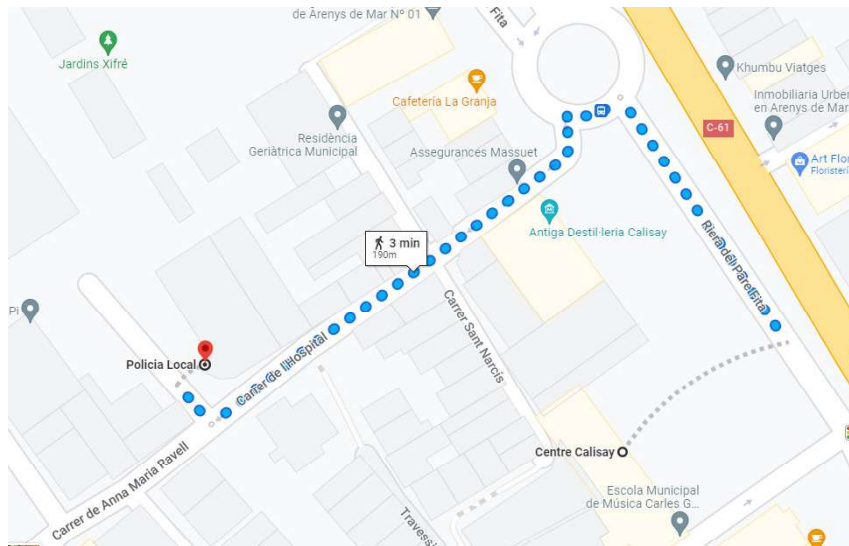 de Arenys de Mar Nº 01
Fita
Jardins Xifré
Khumbu Viatges
Cafetería La Granja
Inmobiliaria Urber
en Arenys de Mar
C-61
Residència
Geriàtrica Municipal
Assegurances Massuet
Art Flor
Floristerí
Antiga Destil·leria Calisay
3 min
190m
Riera del Pare Fita
Carrer Sant Narcís
Pi
Policia Local
Carrer de l'Hospital
Centre Calisay
Carrer de Anna Maria Ravell
Escola Municipal
de Música Carles G...
Travess